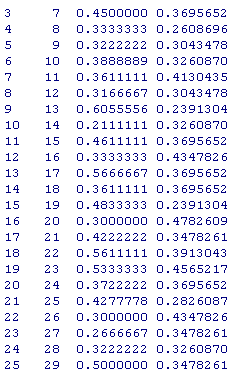 3 7 0.4500000 0.3695652
4 8 0.3333333 0.2608696
5 9 0.3222222 0.3043478
6 10 0.3888889 0.3260870
7 11 0.3611111 0.4130435
8 12 0.3166667 0.3043478
9 13 0.6055556 0.2391304
10 14 0.2111111 0.3260870
11 15 0.4611111 0.3695652
12 16 0.3333333 0.4347826
13 17 0.5666667 0.3695652
14 18 0.3611111 0.3695652
15 19 0.4833333 0.2391304
16 20 0.3000000 0.4782609
17 21 0.4222222 0.3478261
18 22 0.5611111 0.3913043
19 23 0.5333333 0.4565217
20 24 0.3722222 0.3695652
21 25 0.4277778 0.2826087
22 26 0.3000000 0.4347826
23 27 0.2666667 0.3478261
24 28 0.3222222 0.3260870
25 29 0.5000000 0.3478261